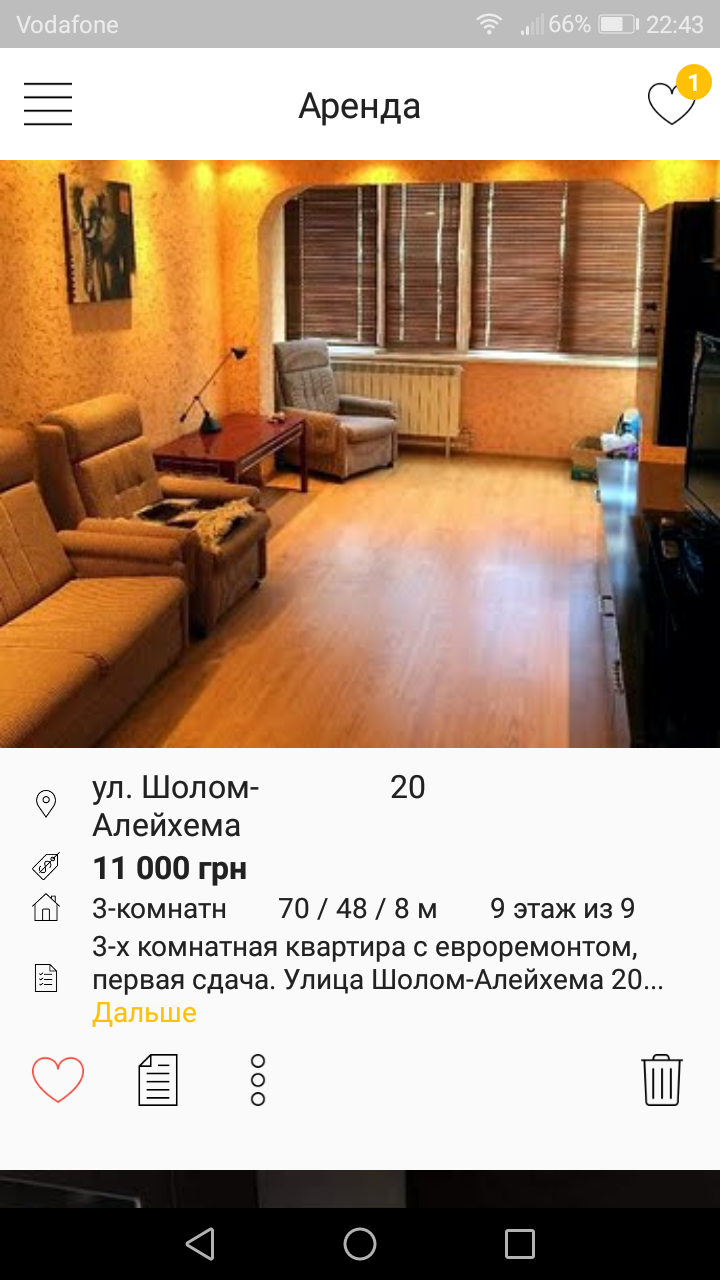 Vodafone 66% 22:43
Аренда 1
ул. Шолом- 20
Алейхема
11 000 грн
3-комнатн 70 / 48 / 8 м 9 этаж из 9
3-х комнатная квартира с евроремонтом,
первая сдача. Улица Шолом-Алейхема 20...
Дальше